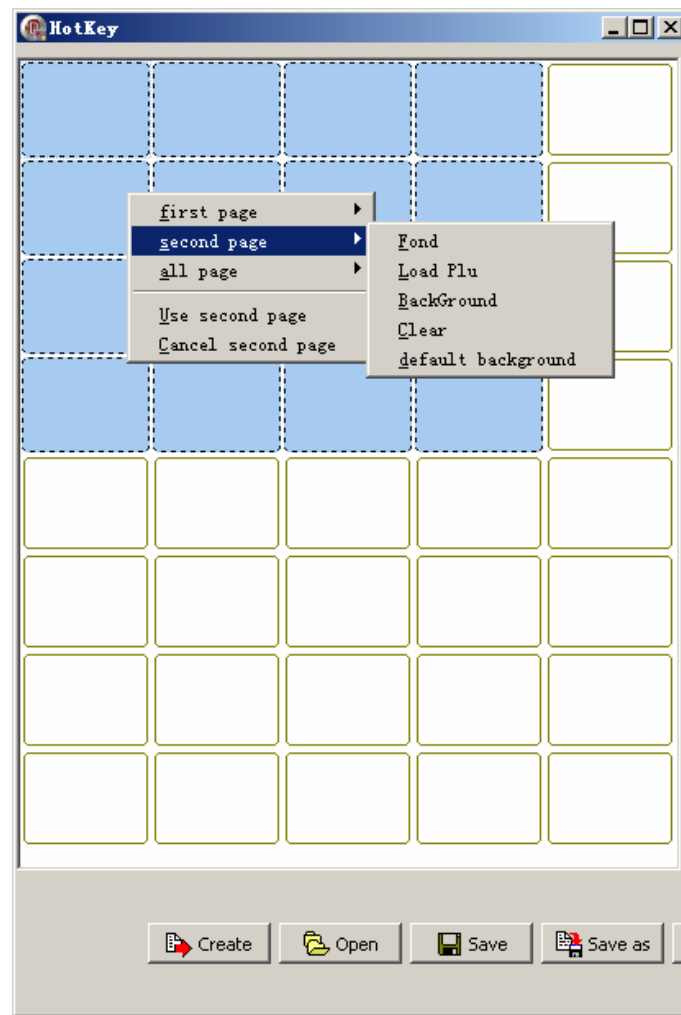 HotKey
first page
second page
all page
Use second page
Cancel second page
Fond
Load Plu
BackGround
Clear
default background
Create
Open
Save
Save as